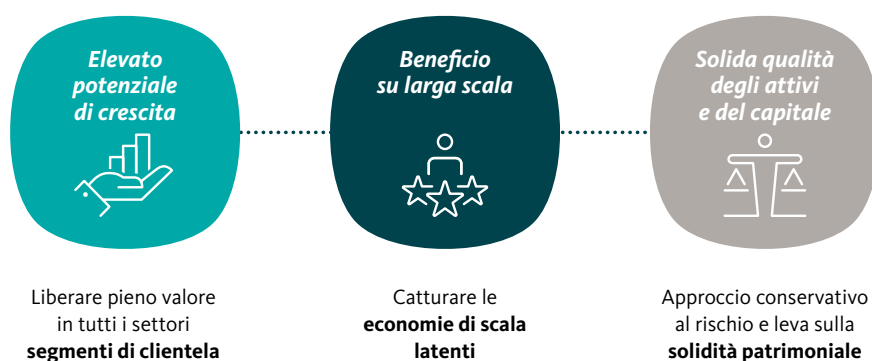 Elevato
potenziale
di crescita
Beneficio
su larga scala
Solida qualità
degli attivi
e del capitale
Liberare pieno valore
in tutti i settori
segmenti di clientela
Catturare le
economie di scala
latenti
Approccio conservativo
al rischio e leva sulla
solidità patrimoniale